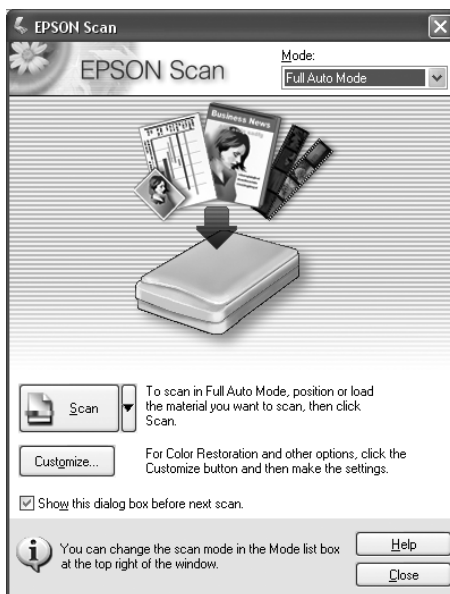 EPSON Scan
EPSON Scan
Mode:
Full Auto Mode
Business News
Scan
To scan in Full Auto Mode, position or load
the material you want to scan, then click
Scan.
Customize...
For Color Restoration and other options, click the
Customize button and then make the settings.
Show this dialog box before next scan.
You can change the scan mode in the Mode list box
at the top right of the window.
Help
Close